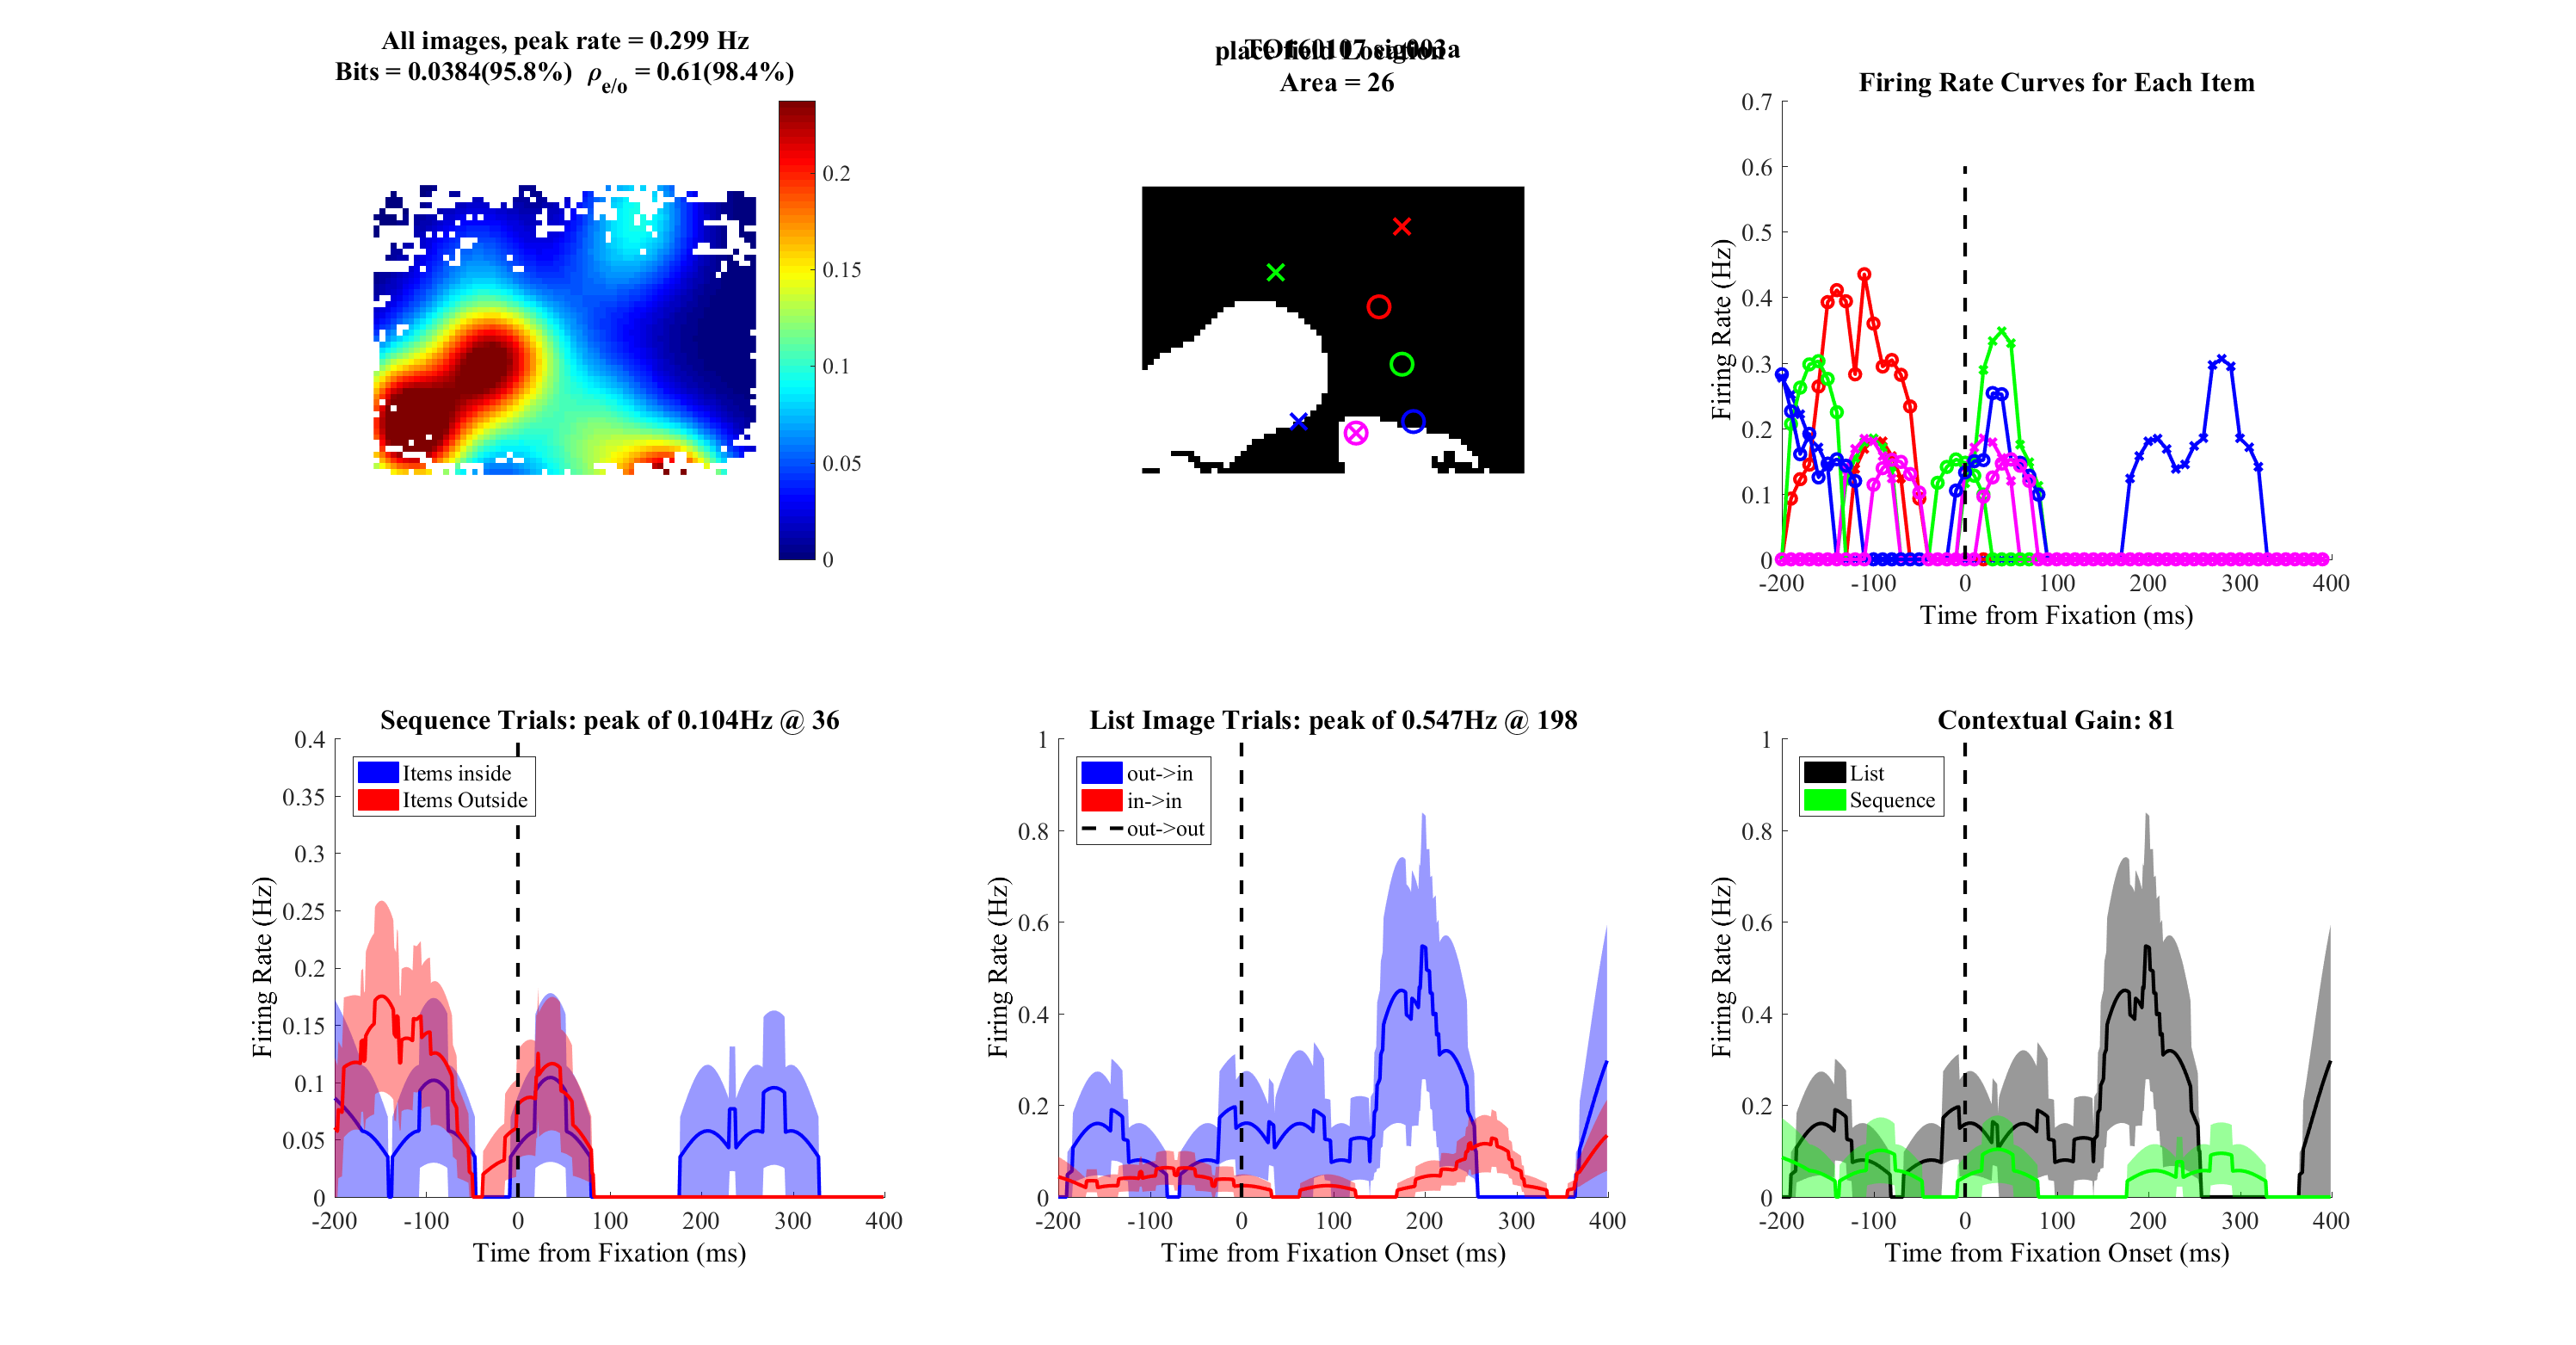 All images, peak rate = 0.299 Hz
Bits = 0.0384(95.8%) ρe/o = 0.61(98.4%)
0.2
0.15
0.1
0.05
0
place field Location
TO160107 sig003a
Area = 26
Firing Rate Curves for Each Item
0.7
0.6
0.5
0.4
0.3
0.2
0.1
0
Firing Rate (Hz)
-200 -100 0 100 200 300 400
Time from Fixation (ms)
Sequence Trials: peak of 0.104Hz @ 36
0.4
0.35
0.3
0.25
0.2
0.15
0.1
0.05
0
Items inside
Items Outside
Firing Rate (Hz)
-200 -100 0 100 200 300 400
Time from Fixation (ms)
List Image Trials: peak of 0.547Hz @ 198
1
0.8
0.6
0.4
0.2
0
out->in
in->in
out->out
Firing Rate (Hz)
-200 -100 0 100 200 300 400
Time from Fixation Onset (ms)
Contextual Gain: 81
1
0.8
0.6
0.4
0.2
0
List
Sequence
Firing Rate (Hz)
-200 -100 0 100 200 300 400
Time from Fixation Onset (ms)